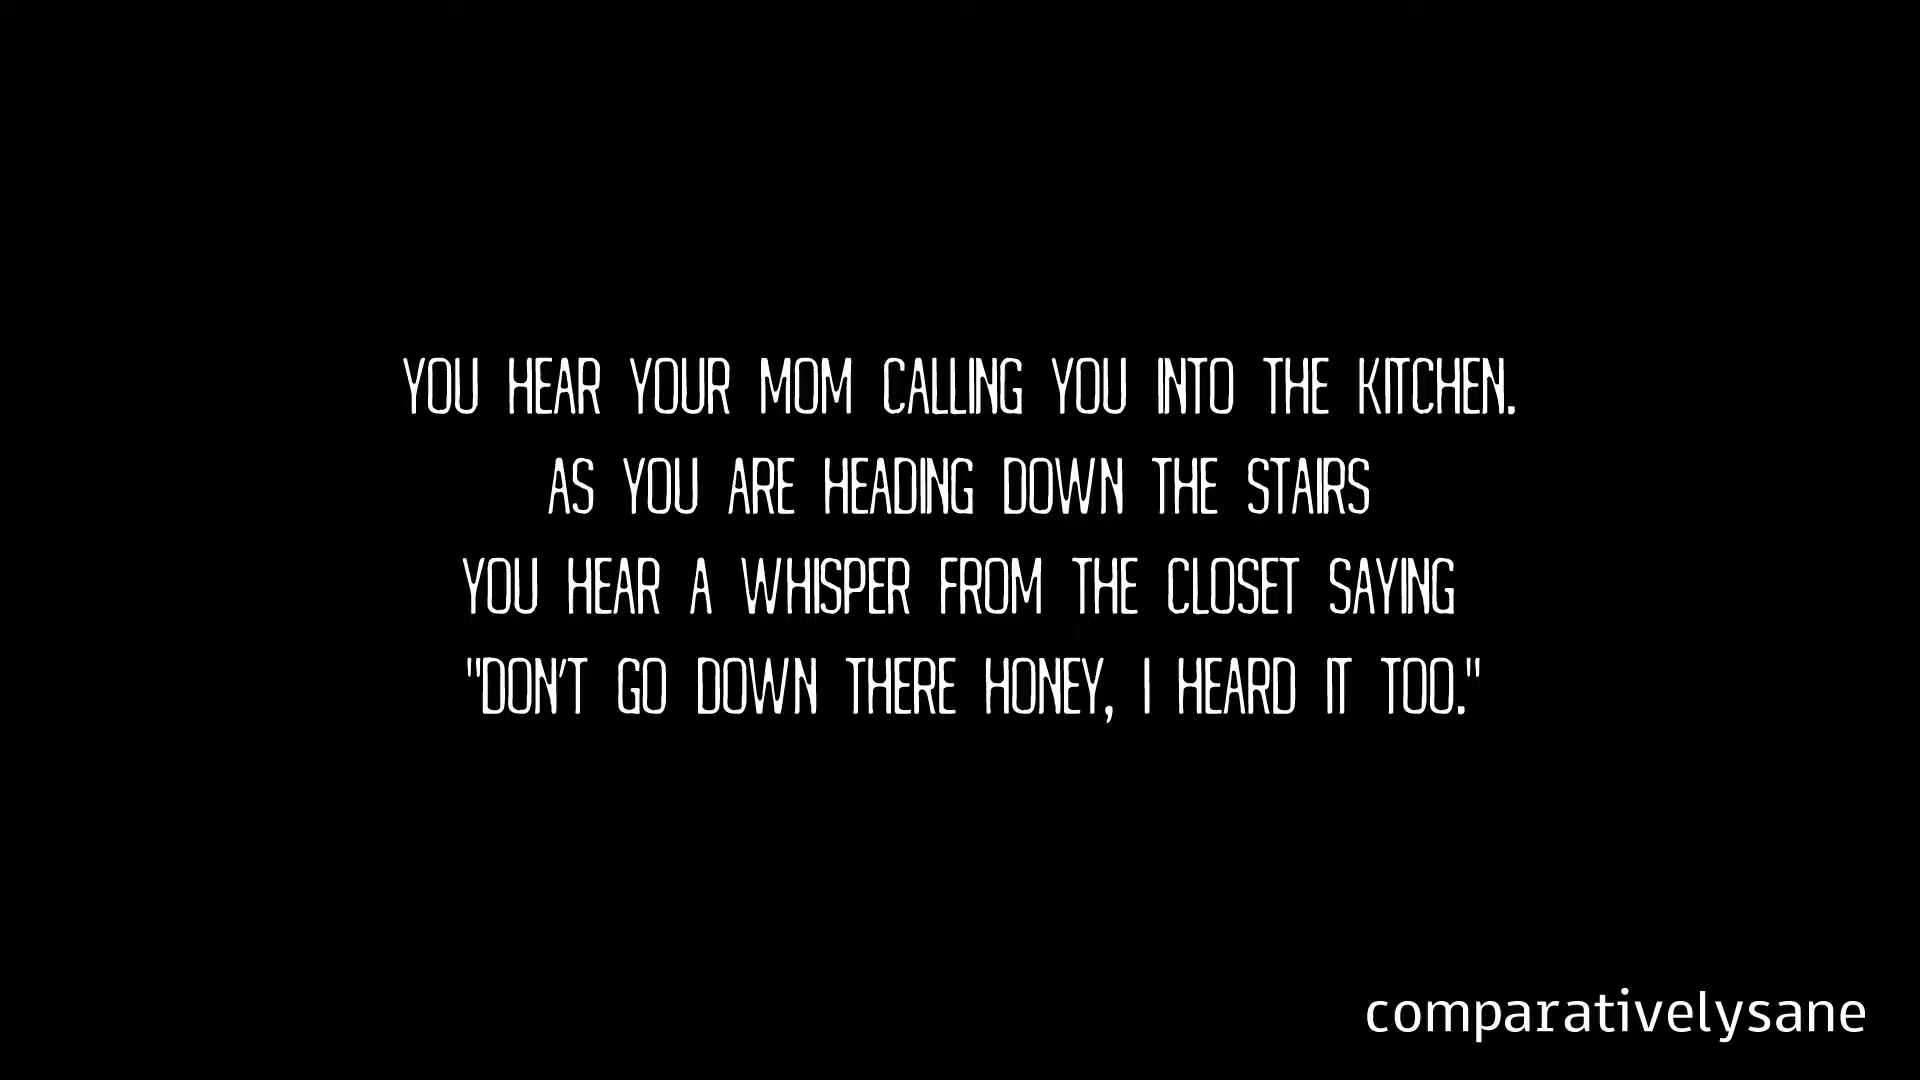 YOU HEAR YOUR MOM CALLING YOU INTO THE KITCHEN.
AS YOU ARE HEADING DOWN THE STAIRS
YOU HEAR A WHISPER FROM THE CLOSET SAYING
"DON'T GO DOWN THERE HONEY, I HEARD IT TOO."
comparativelysane